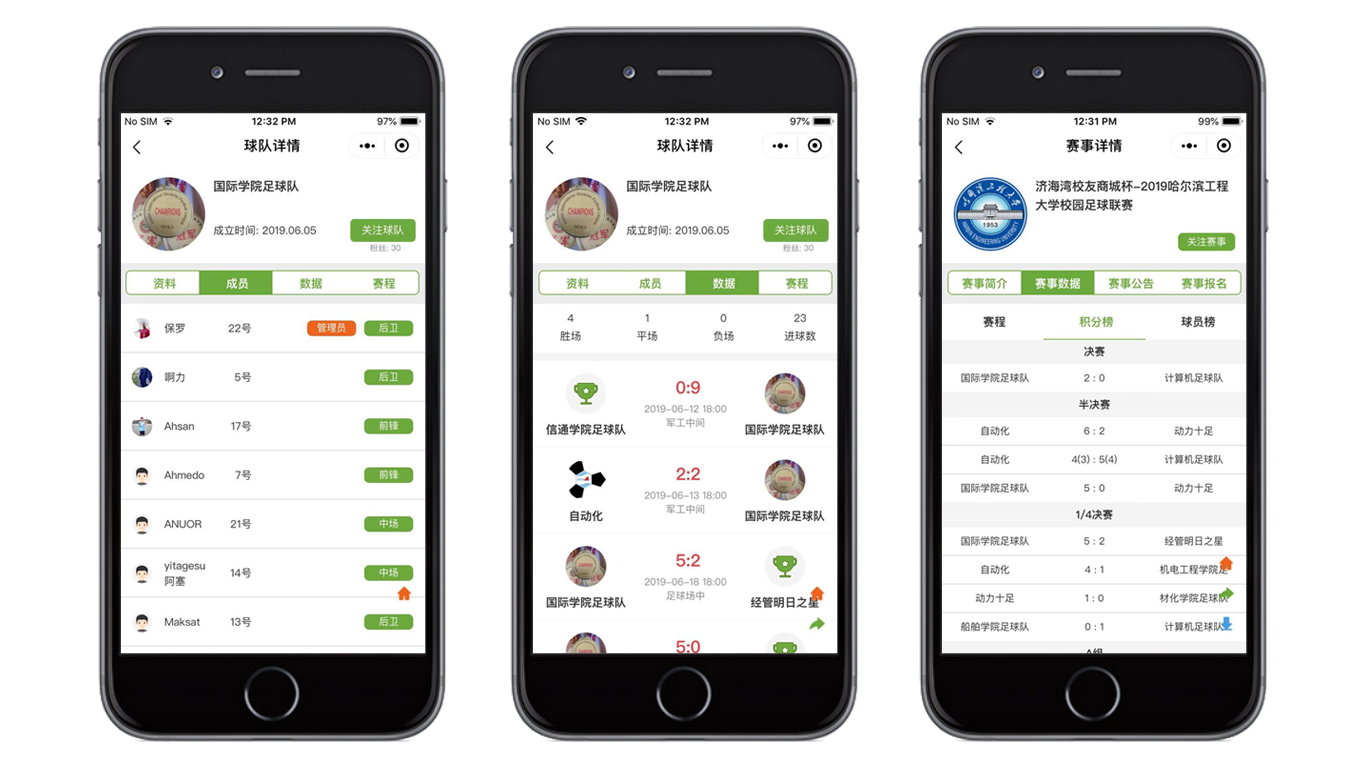 No SIM 12:32 PM 97%
球队详情
国际学院足球队
CHAMPIONS
成立时间: 2019.06.05
关注球队
粉丝: 30
资料 成员 数据 赛程
保罗 22号 管理员 后卫
啊力 5号 后卫
Ahsan 17号 前锋
Ahmedo 7号 前锋
ANUOR 21号 中场
yitagesu
阿塞 14号 中场
Maksat 13号 后卫
No SIM 12:32 PM 97%
球队详情
国际学院足球队
CHAMPIONS
成立时间: 2019.06.05
关注球队
粉丝: 30
资料 成员 数据 赛程
4 1 0 23
胜场 平场 负场 进球数
0:9
2019-06-12 18:00
军工中间
信通学院足球队 国际学院足球队
2:2
2019-06-13 18:00
军工中间
自动化 国际学院足球队
5:2
2019-06-18 18:00
足球场中
国际学院足球队 经管明日之星
5:0
No SIM 12:31 PM 99%
赛事详情
济海湾校友商城杯-2019哈尔滨工程
大学校园足球联赛
1953
HARBIN ENGINEERING UNIVERSITY
关注赛事
赛事简介 赛事数据 赛事公告 赛事报名
赛程 积分榜 球员榜
决赛
国际学院足球队 2 : 0 计算机足球队
半决赛
自动化 6 : 2 动力十足
自动化 4(3) : 5(4) 计算机足球队
国际学院足球队 5 : 0 动力十足
1/4决赛
国际学院足球队 5 : 2 经管明日之星
自动化 4 : 1 机电工程学院足
动力十足 1 : 0 材化学院足球队
船舶学院足球队 0 : 1 计算机足球队
A组